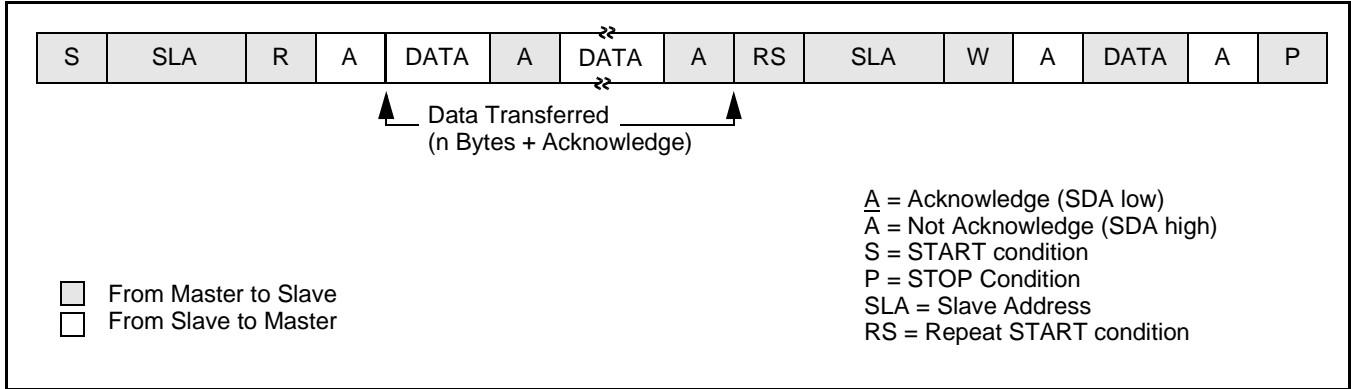 S SLA R A DATA A DATA A RS SLA W A DATA A P
Data Transferred
(n Bytes + Acknowledge)
A = Acknowledge (SDA low)
A̅ = Not Acknowledge (SDA high)
S = START condition
P = STOP Condition
SLA = Slave Address
RS = Repeat START condition
From Master to Slave
From Slave to Master